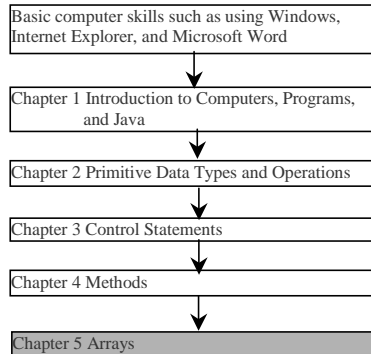 Basic computer skills such as using Windows,
Internet Explorer, and Microsoft Word
Chapter 1 Introduction to Computers, Programs,
and Java
Chapter 2 Primitive Data Types and Operations
Chapter 3 Control Statements
Chapter 4 Methods
Chapter 5 Arrays